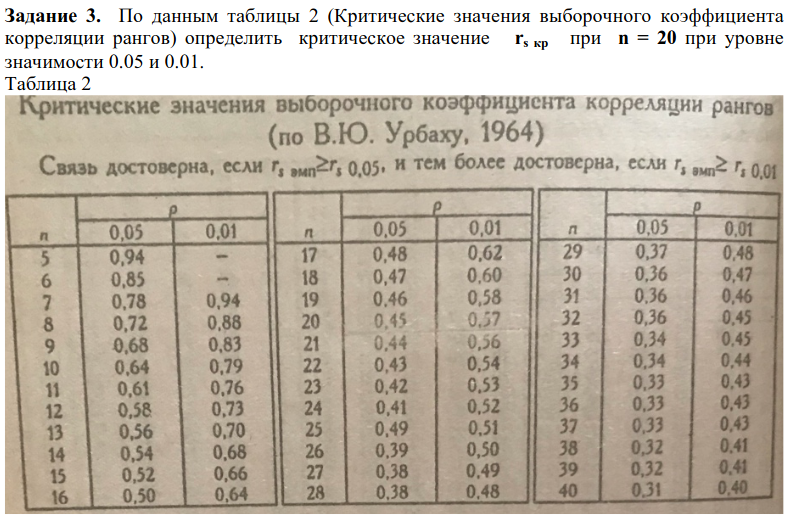 Задание 3. По данным таблицы 2 (Критические значения выборочного коэффициента
корреляции рангов) определить критическое значение rs кр при n = 20 при уровне
значимости 0.05 и 0.01.
Таблица 2
Критические значения выборочного коэффициента корреляции рангов
(по В.Ю. Урбаху, 1964)
Связь достоверна, если rs эмп≥rs 0,05, и тем более достоверна, если rs эмп≥ rs 0,01
p p p
n 0,05 0,01 n 0,05 0,01 n 0,05 0,01
5 0,94 – 17 0,48 0,62 29 0,37 0,48
6 0,85 – 18 0,47 0,60 30 0,36 0,47
7 0,78 0,94 19 0,46 0,58 31 0,36 0,46
8 0,72 0,88 20 0,45 0,57 32 0,36 0,45
9 0,68 0,83 21 0,44 0,56 33 0,34 0,45
10 0,64 0,79 22 0,43 0,54 34 0,34 0,44
11 0,61 0,76 23 0,42 0,53 35 0,33 0,43
12 0,58 0,73 24 0,41 0,52 36 0,33 0,43
13 0,56 0,70 25 0,49 0,51 37 0,33 0,43
14 0,54 0,68 26 0,39 0,50 38 0,32 0,41
15 0,52 0,66 27 0,38 0,49 39 0,32 0,41
16 0,50 0,64 28 0,38 0,48 40 0,31 0,40